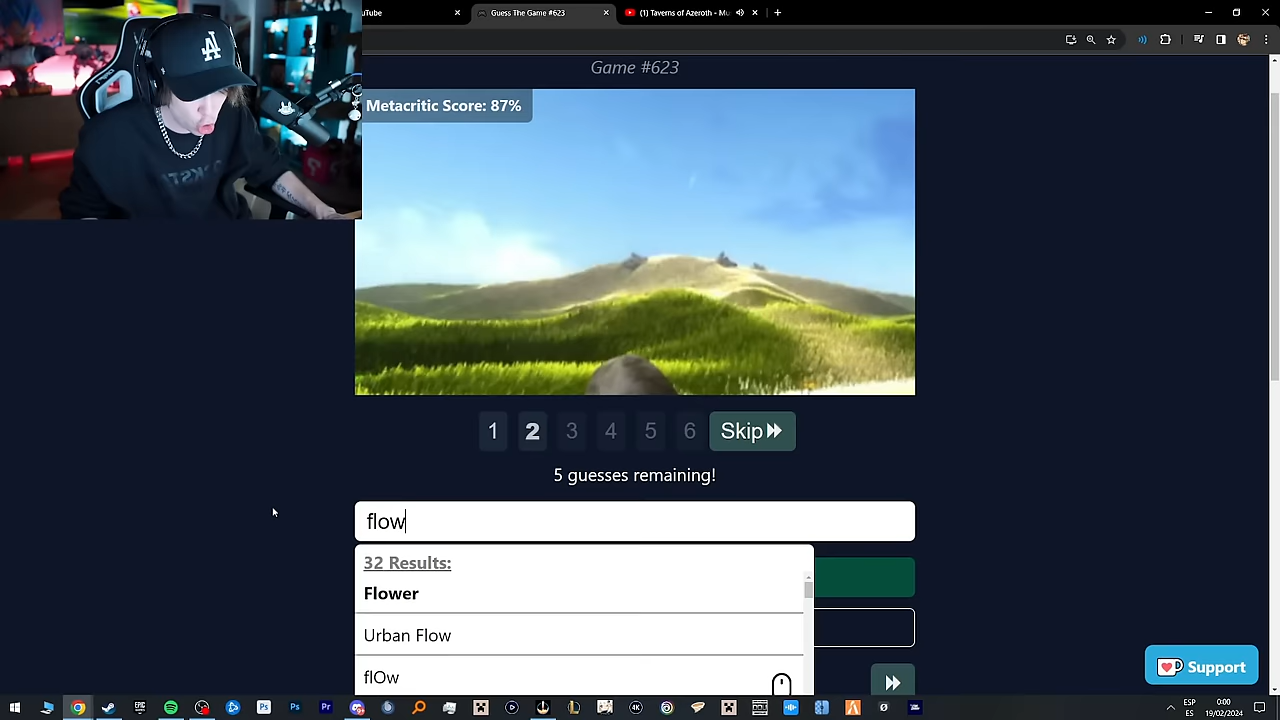 uTube
Guess The Game #623
(1) Taverns of Azeroth - Mu
Game #623
Metacritic Score: 87%
1 2 3 4 5 6 Skip
5 guesses remaining!
flow
32 Results:
Flower
Urban Flow
flOw
Support
ES
ES
0:00
19/02/2024